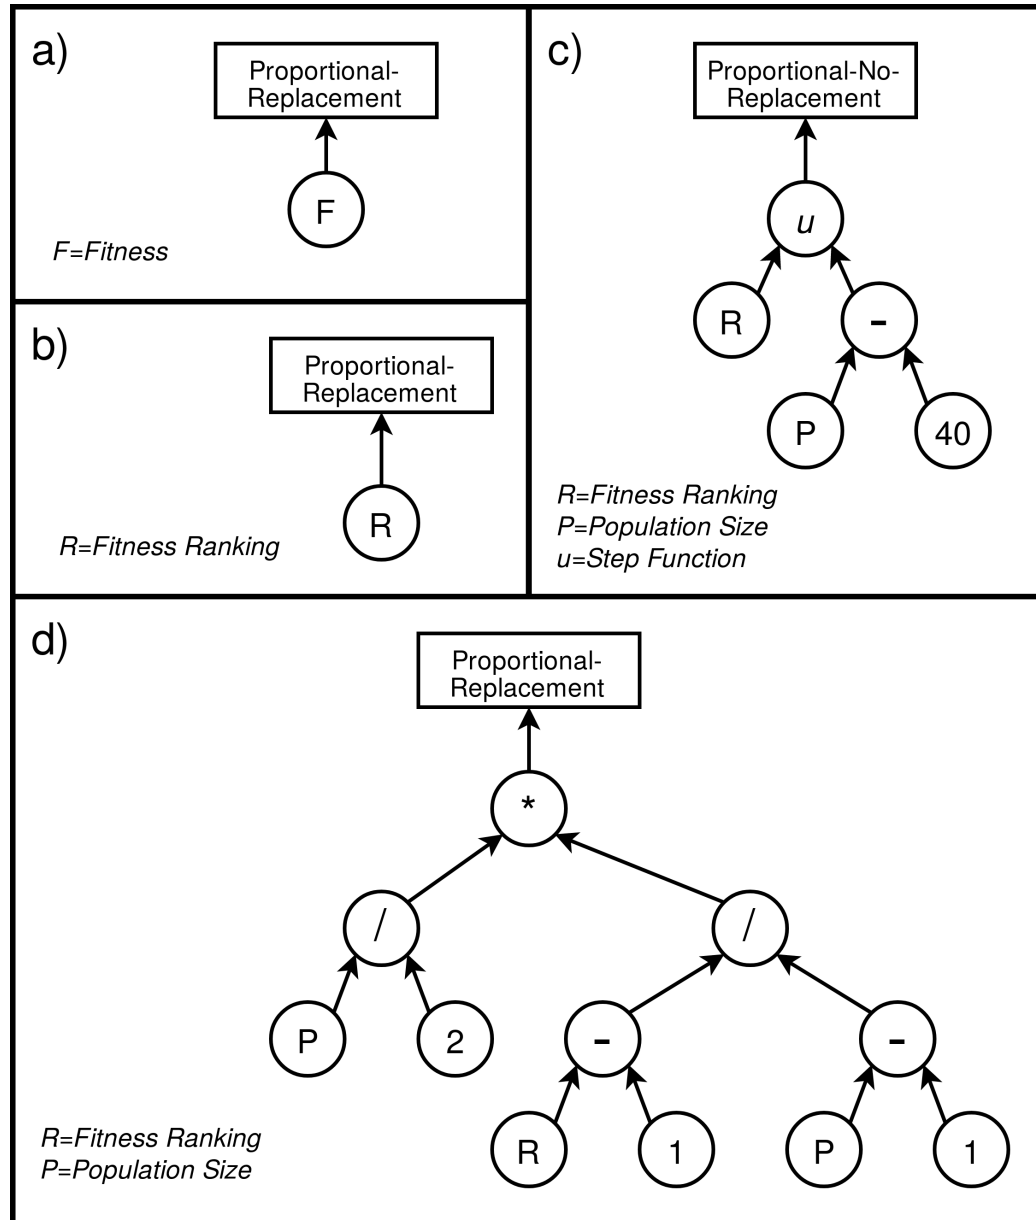 a)
Proportional-
Replacement
F
F=Fitness
b)
Proportional-
Replacement
R
R=Fitness Ranking
c)
Proportional-No-
Replacement
u
R
-
P
40
R=Fitness Ranking
P=Population Size
u=Step Function
d)
Proportional-
Replacement
*
/
/
P
2
-
-
R
1
P
1
R=Fitness Ranking
P=Population Size